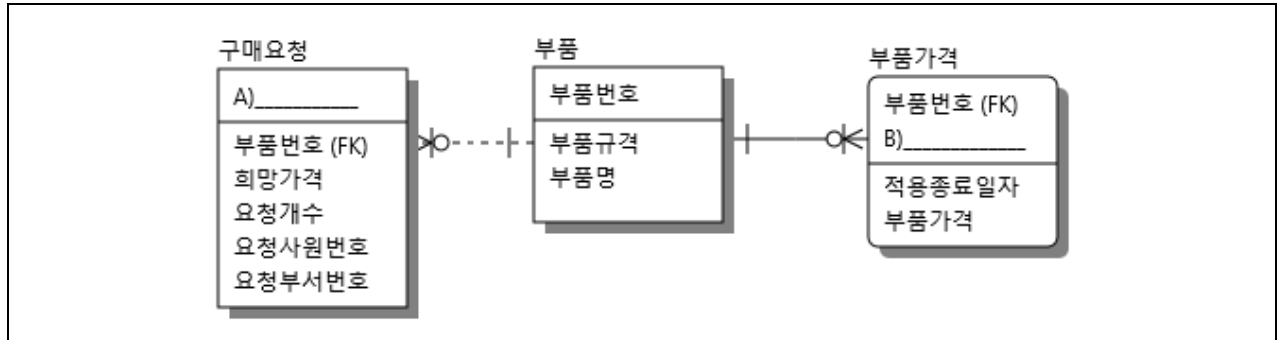 구매요청
A)___________
부품번호 (FK)
희망가격
요청개수
요청사원번호
요청부서번호
부품
부품번호
부품규격
부품명
부품가격
부품번호 (FK)
B)_____________
적용종료일자
부품가격